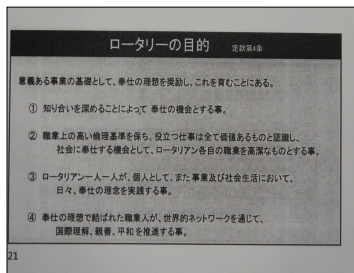 ロータリーの目的 定款第4条
意義ある事業の基礎として、奉仕の理想を奨励し、これを育むことにある。
① 知り合いを深めることによって 奉仕の機会とする事。
② 職業上の高い倫理基準を保ち、役立つ仕事は全て価値あるものと認識し、
社会に奉仕する機会として、ロータリアン各自の職業を高潔なものとする事。
③ ロータリアン一人一人が、個人として、また事業及び社会生活において、
日々、奉仕の理念を実践する事。
④ 奉仕の理想で結ばれた職業人が、世界的ネットワークを通じて、
国際理解、親善、平和を推進する事。
21